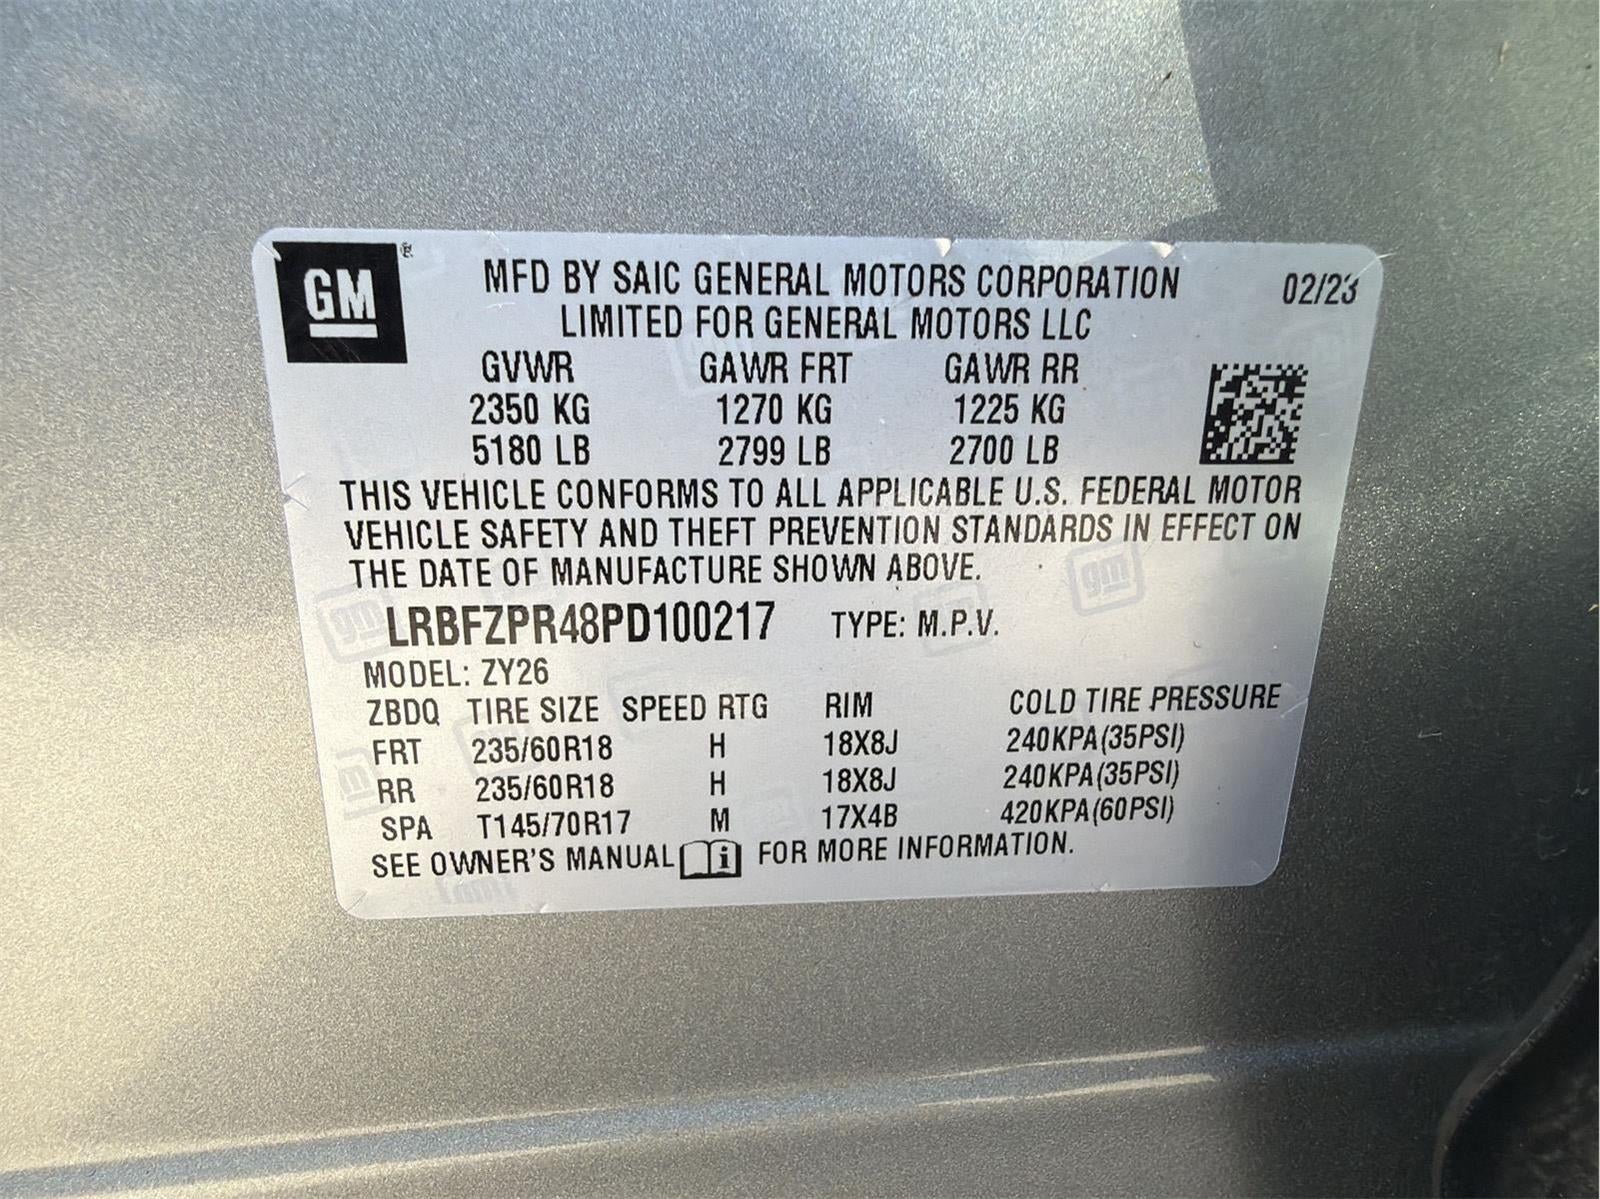 GM ®
MFD BY SAIC GENERAL MOTORS CORPORATION 02/23
LIMITED FOR GENERAL MOTORS LLC
GVWR GAWR FRT GAWR RR
2350 KG 1270 KG 1225 KG
5180 LB 2799 LB 2700 LB
THIS VEHICLE CONFORMS TO ALL APPLICABLE U.S. FEDERAL MOTOR
VEHICLE SAFETY AND THEFT PREVENTION STANDARDS IN EFFECT ON
THE DATE OF MANUFACTURE SHOWN ABOVE.
LRBFZPR48PD100217 TYPE: M.P.V.
MODEL: ZY26
ZBDQ TIRE SIZE SPEED RTG RIM COLD TIRE PRESSURE
FRT 235/60R18 H 18X8J 240KPA(35PSI)
RR 235/60R18 H 18X8J 240KPA(35PSI)
SPA T145/70R17 M 17X4B 420KPA(60PSI)
SEE OWNER'S MANUAL i FOR MORE INFORMATION.